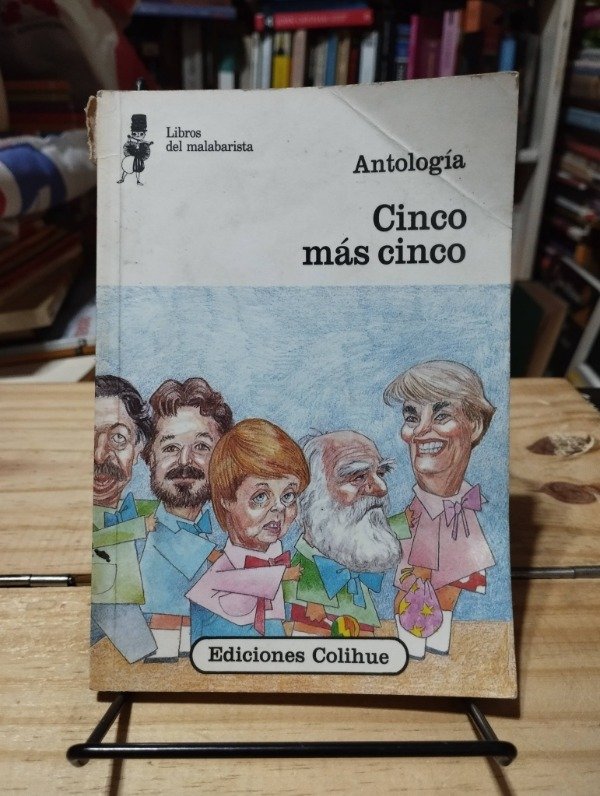 Libros
del malabarista
Antología
Cinco
más cinco
Ediciones Colihue